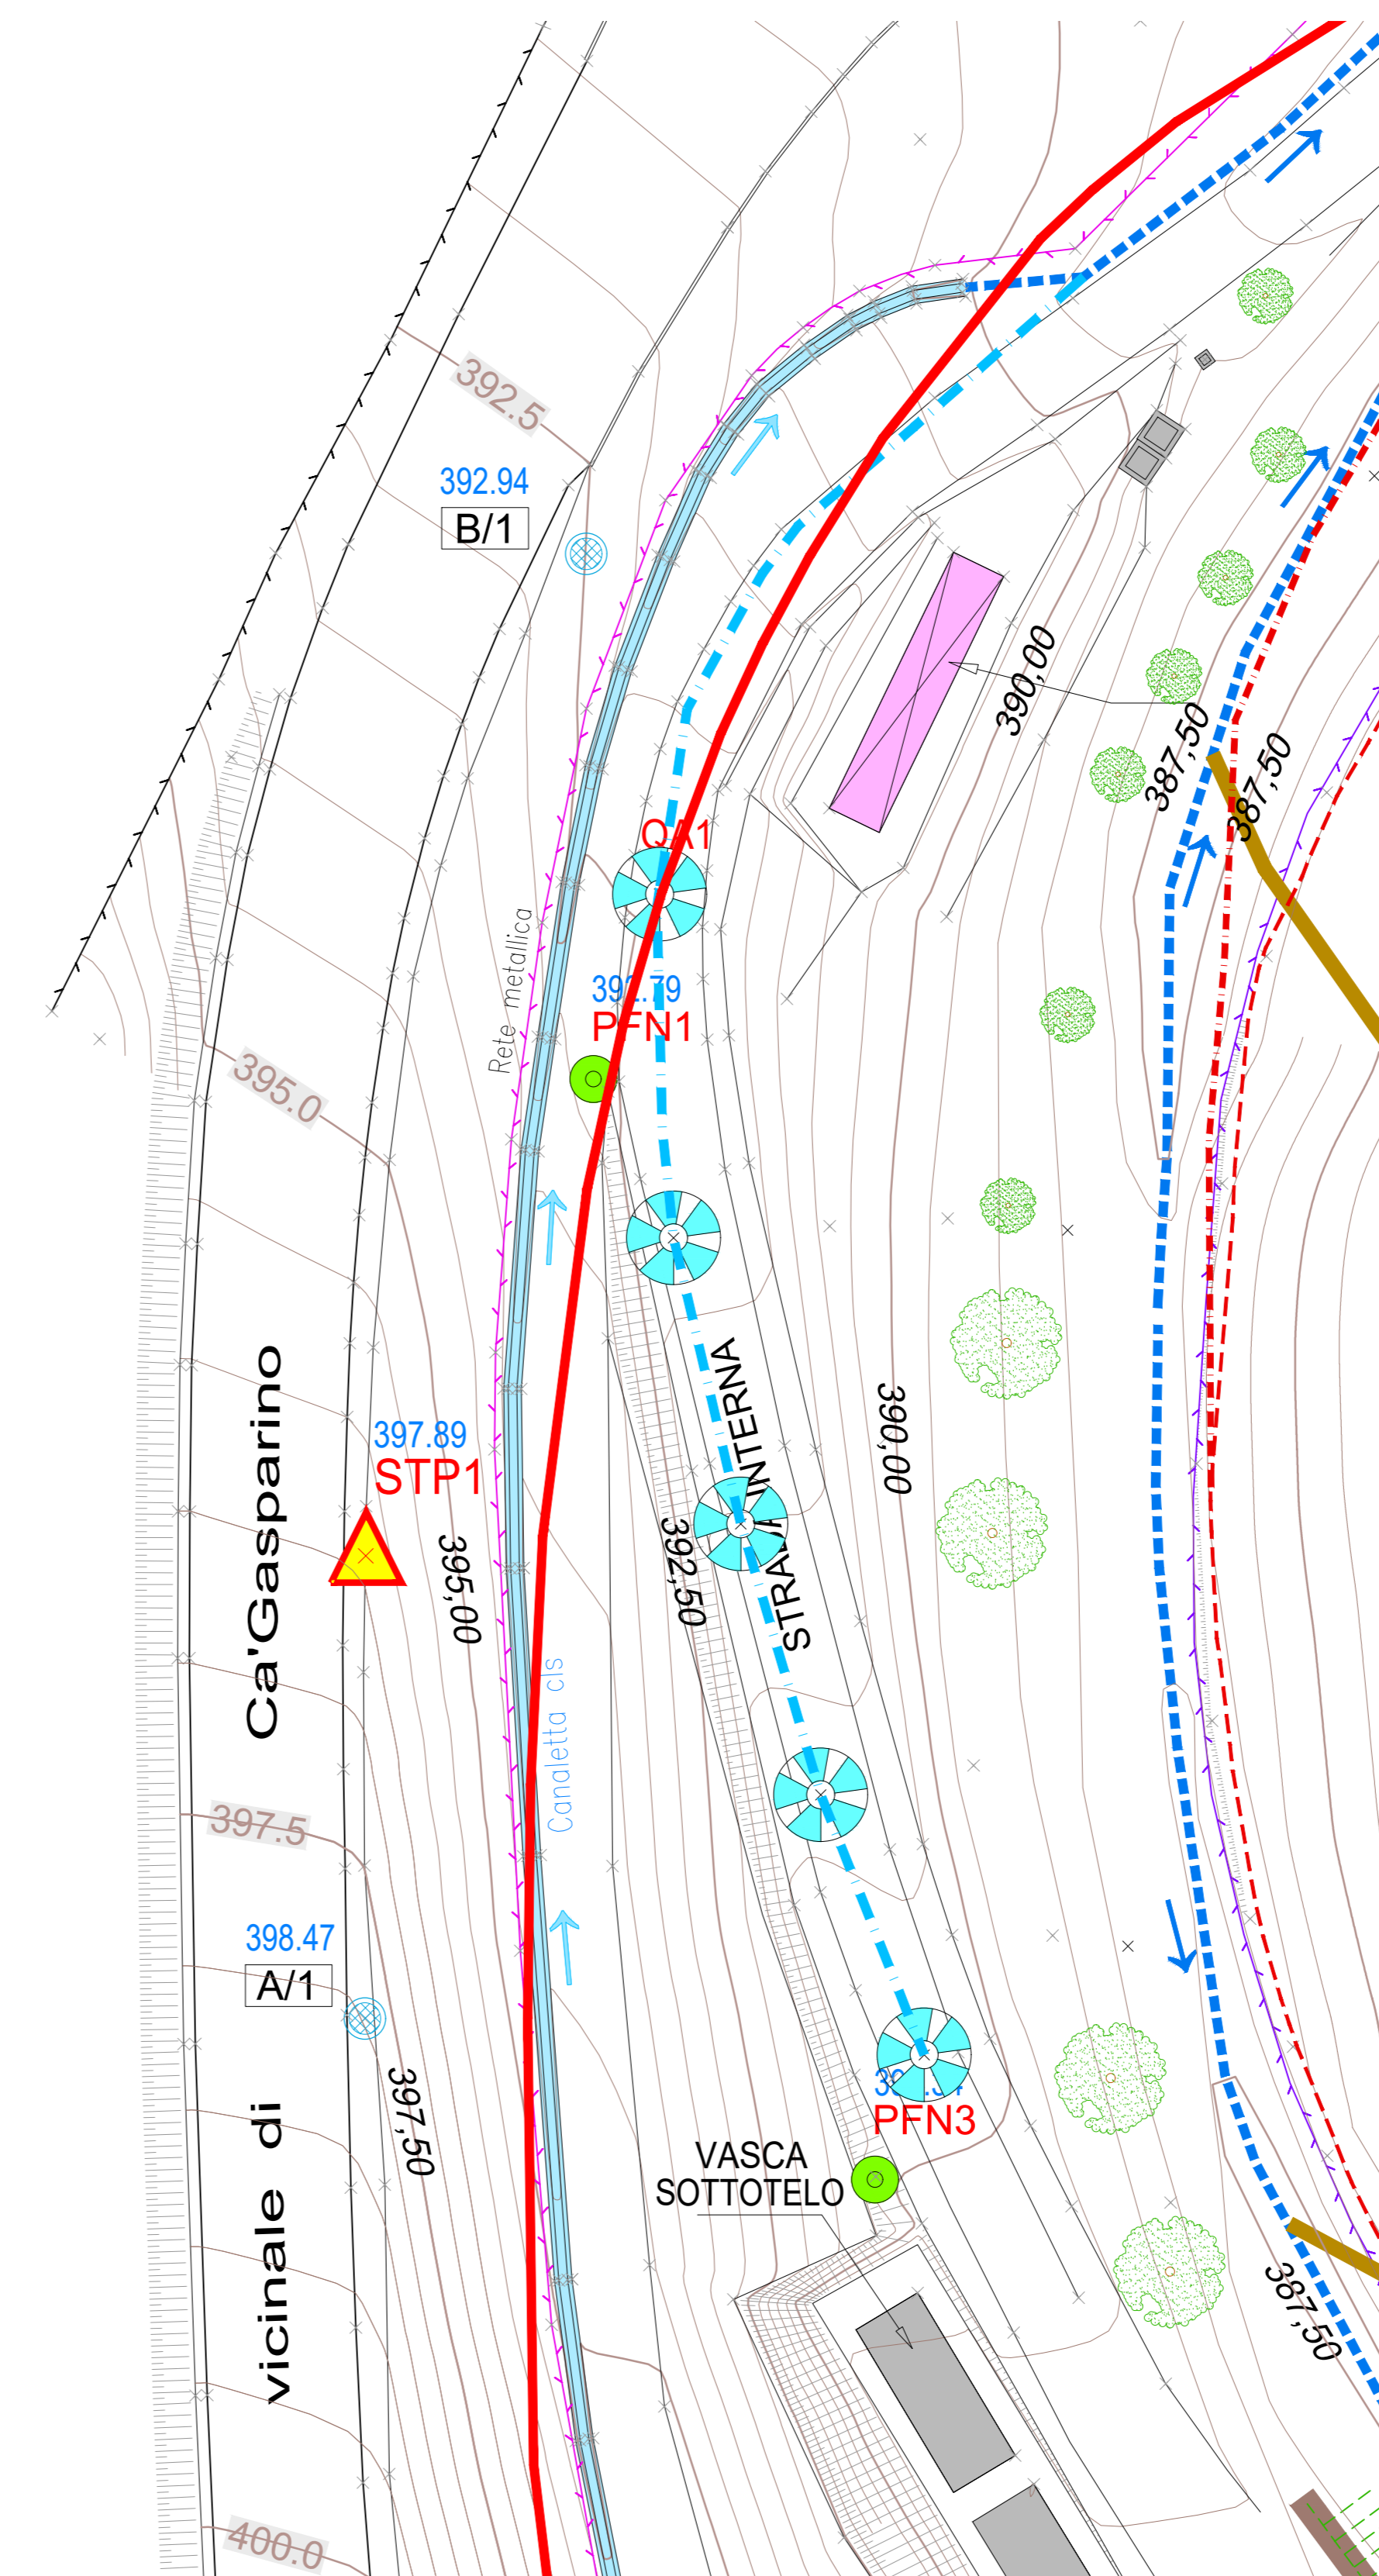 392.5
392.94
B/1
390,00
387,50
387,50
QA1
Rete metallica
392.79
PFN1
395.0
STRADA INTERNA
Ca'Gasparino
390,00
397.89
STP1
395,00
392,50
Canaletta cls
397.5
398.47
A/1
397,50
PFN3
VASCA
SOTTOTELO
vicinale di
387,50
400.0